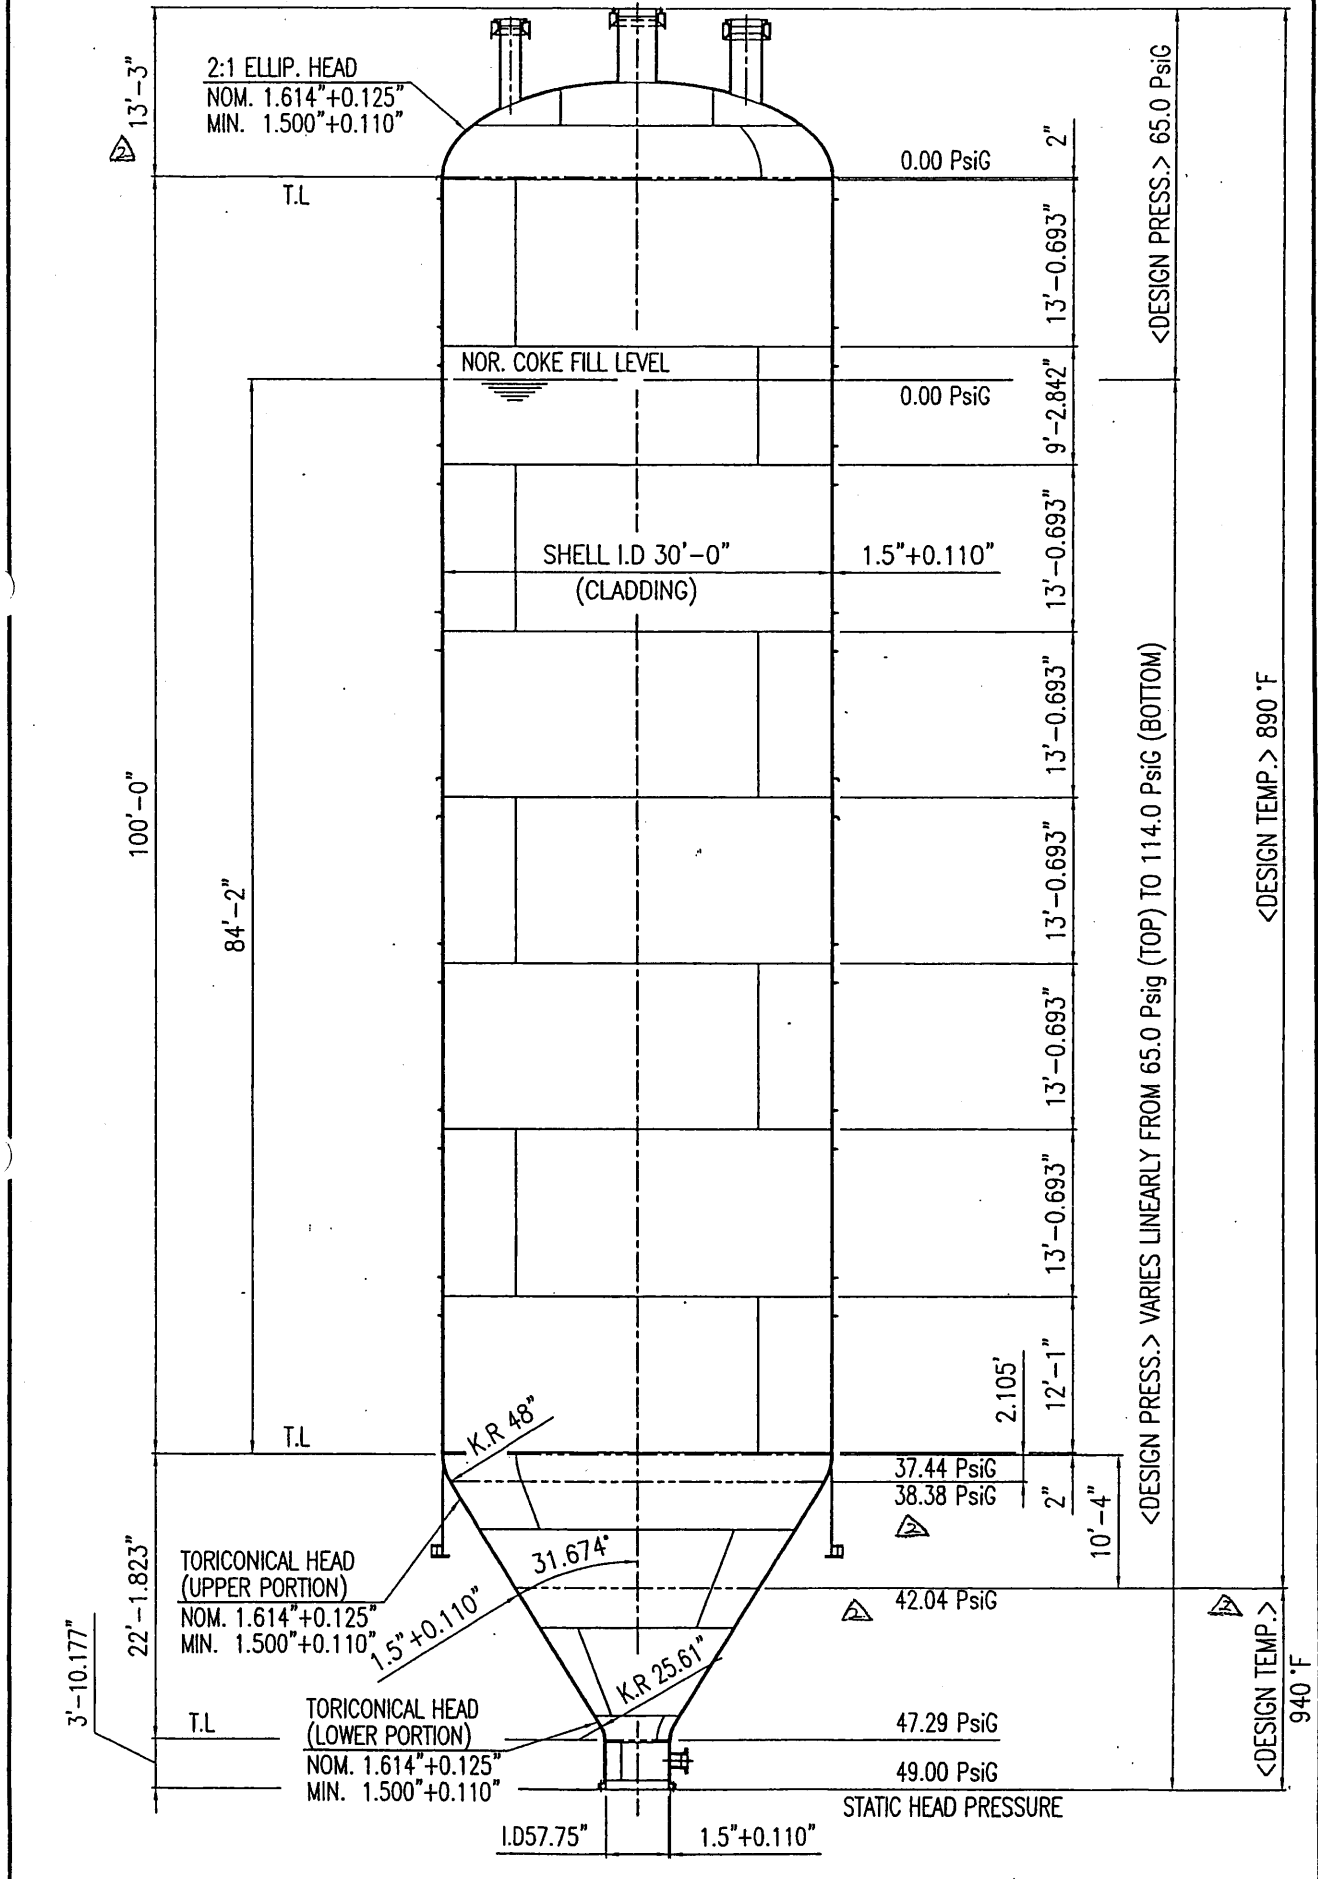 13'-3"
2
2:1 ELLIP. HEAD
NOM. 1.614"+0.125"
MIN. 1.500"+0.110"
T.L
0.00 PsiG
2"
<DESIGN PRESS.> 65.0 PsiG
13'-0.693"
NOR. COKE FILL LEVEL
0.00 PsiG
9'-2.842"
SHELL I.D 30'-0"
(CLADDING)
1.5"+0.110"
13'-0.693"
13'-0.693"
100'-0"
84'-2"
13'-0.693"
13'-0.693"
13'-0.693"
12'-1"
2.105'
<DESIGN PRESS.> VARIES LINEARLY FROM 65.0 Psig (TOP) TO 114.0 PsiG (BOTTOM)
<DESIGN TEMP.> 890 °F
T.L
K.R 48"
37.44 PsiG
38.38 PsiG
2
2"
10'-4"
22'-1.823"
3'-10.177"
TORICONICAL HEAD
(UPPER PORTION)
NOM. 1.614"+0.125"
MIN. 1.500"+0.110"
31.674°
1.5"+0.110"
2
42.04 PsiG
2
K.R 25.61"
TORICONICAL HEAD
(LOWER PORTION)
NOM. 1.614"+0.125"
MIN. 1.500"+0.110"
T.L
47.29 PsiG
49.00 PsiG
STATIC HEAD PRESSURE
<DESIGN TEMP.>
940 °F
I.D57.75"
1.5"+0.110"